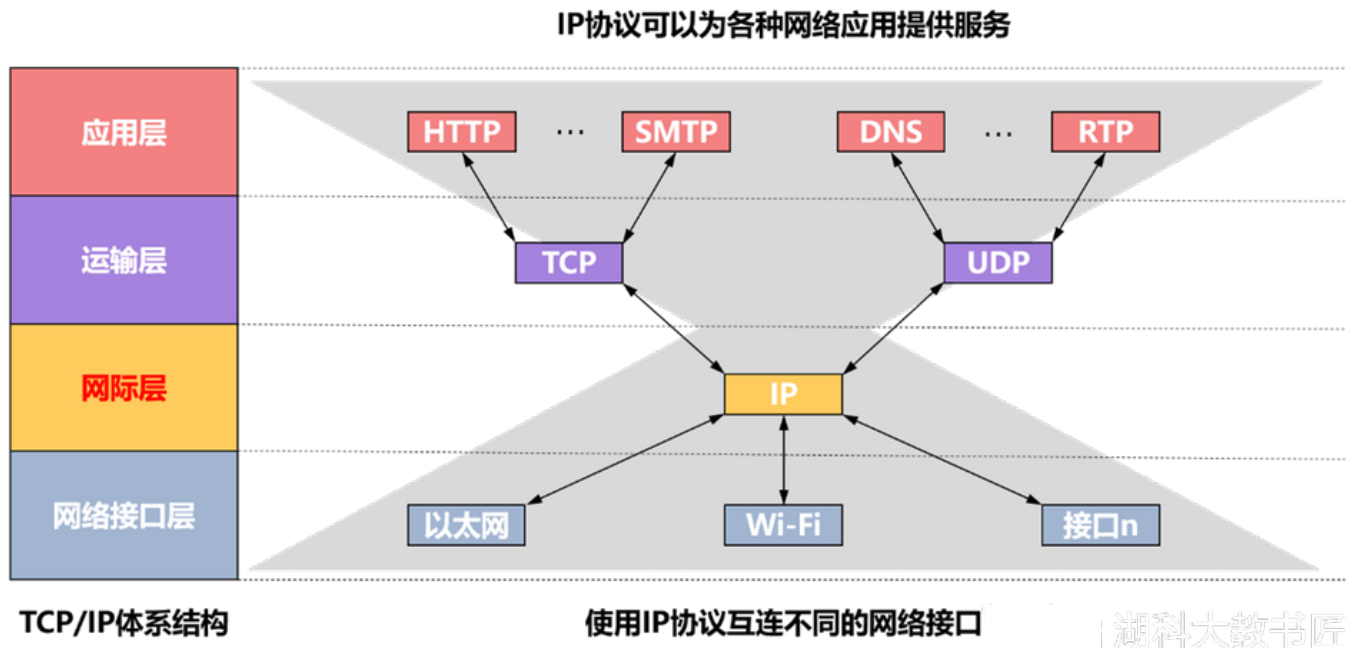 IP协议可以为各种网络应用提供服务
应用层
HTTP … SMTP DNS … RTP
运输层
TCP UDP
网际层
IP
网络接口层
以太网 Wi-Fi 接口n
TCP/IP体系结构
使用IP协议互连不同的网络接口
湖科大教书匠